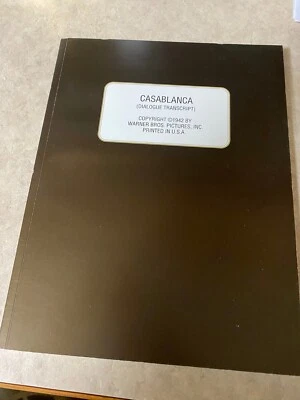 CASABLANCA
(DIALOGUE TRANSCRIPT)
COPYRIGHT ©1942 BY
WARNER BROS. PICTURES, INC.
PRINTED IN U.S.A.